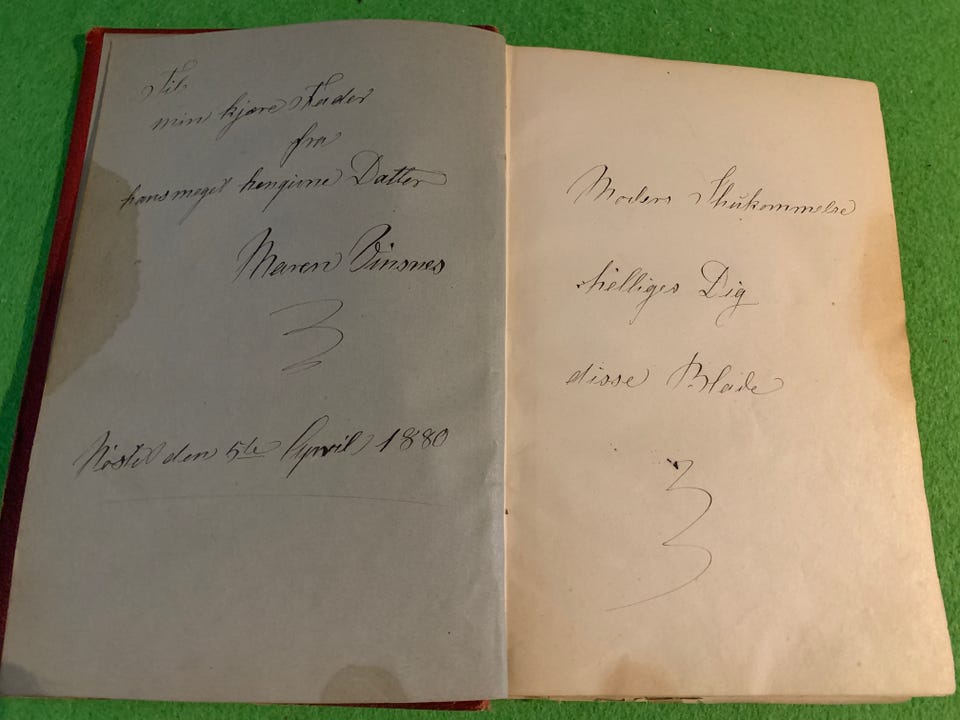 Til
min kjære Fader
fra
hans meget hengivne Datter
Maren Vinsnes
den 5te April 1880
Moders Ihukommelse
helliges Dig
disse Blade